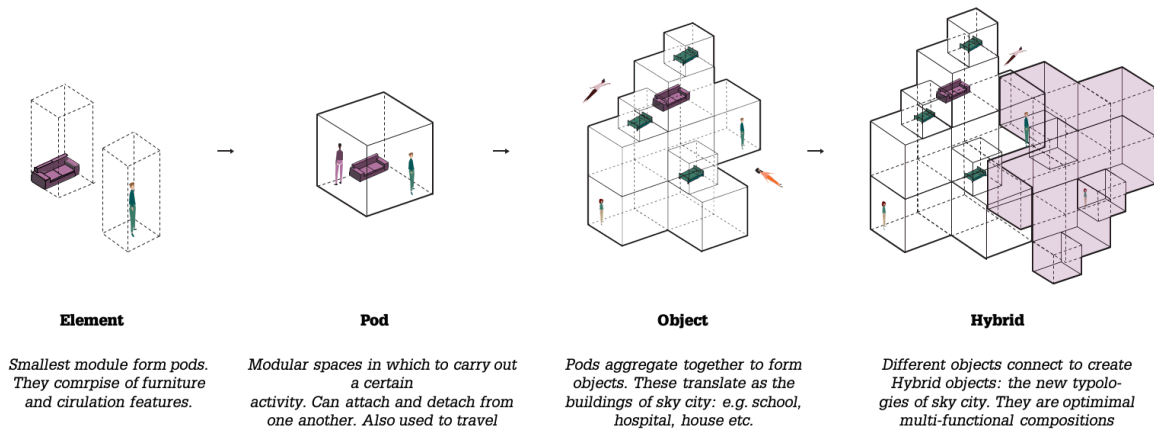 Element
Smallest module form pods.
They comrpise of furniture
and cirulation features.
Pod
Modular spaces in which to carry out
a certain
activity. Can attach and detach from
one another. Also used to travel
Object
Pods aggregate together to form
objects. These translate as the
buildings of sky city: e.g. school,
hospital, house etc.
Hybrid
Different objects connect to create
Hybrid objects: the new typolo-
gies of sky city. They are optimimal
multi-functional compositions